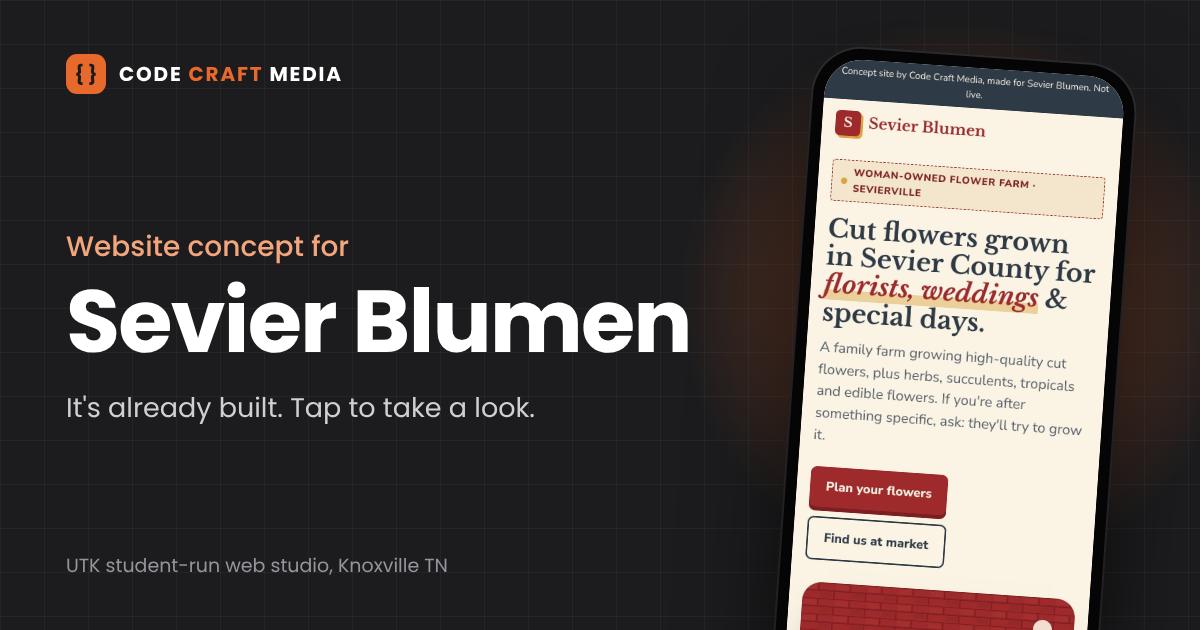 { } CODE CRAFT MEDIA
Website concept for
Sevier Blumen
It's already built. Tap to take a look.
UTK student-run web studio, Knoxville TN
Concept site by Code Craft Media, made for Sevier Blumen. Not
live.
S Sevier Blumen
WOMAN-OWNED FLOWER FARM ·
SEVIERVILLE
Cut flowers grown
in Sevier County for
florists, weddings &
special days.
A family farm growing high-quality cut
flowers, plus herbs, succulents, tropicals
and edible flowers. If you're after
something specific, ask: they'll try to grow
it.
Plan your flowers
Find us at market